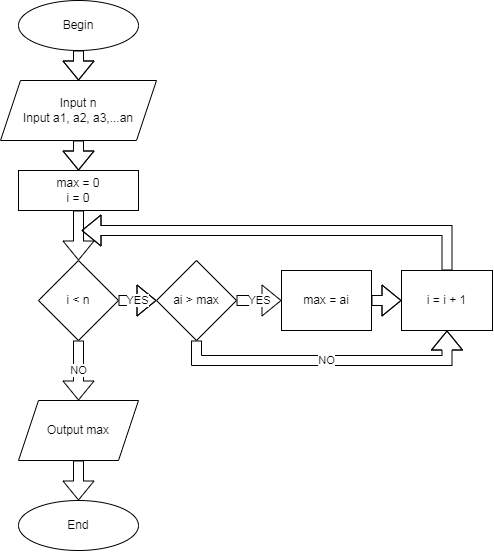 Begin
Input n
Input a1, a2, a3,...an
max = 0
i = 0
i < n
YES
ai > max
YES
max = ai
i = i + 1
NO
NO
Output max
End